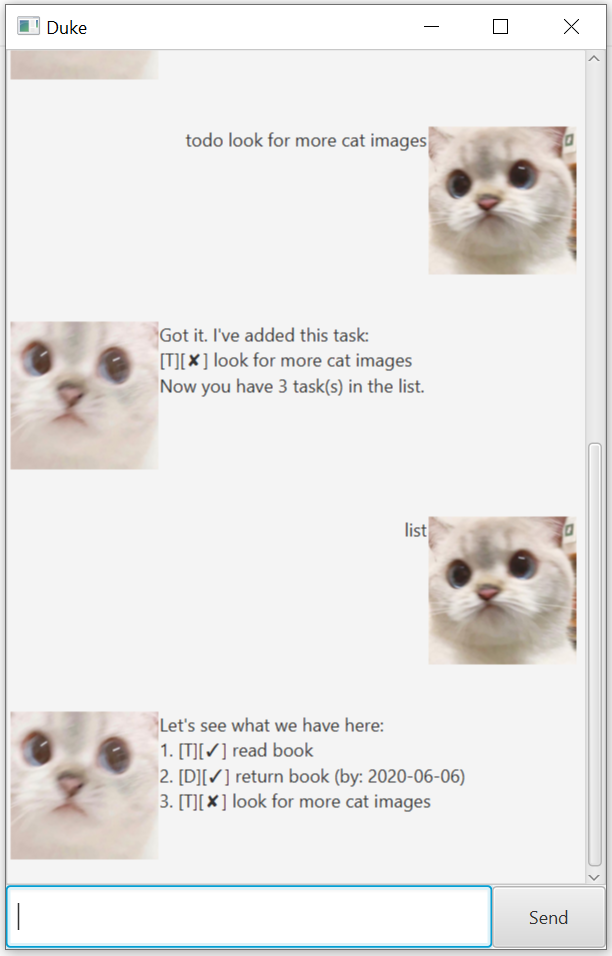 Duke
todo look for more cat images
Got it. I've added this task:
[T][✘] look for more cat images
Now you have 3 task(s) in the list.
list
Let's see what we have here:
1. [T][✓] read book
2. [D][✓] return book (by: 2020-06-06)
3. [T][✘] look for more cat images
Send